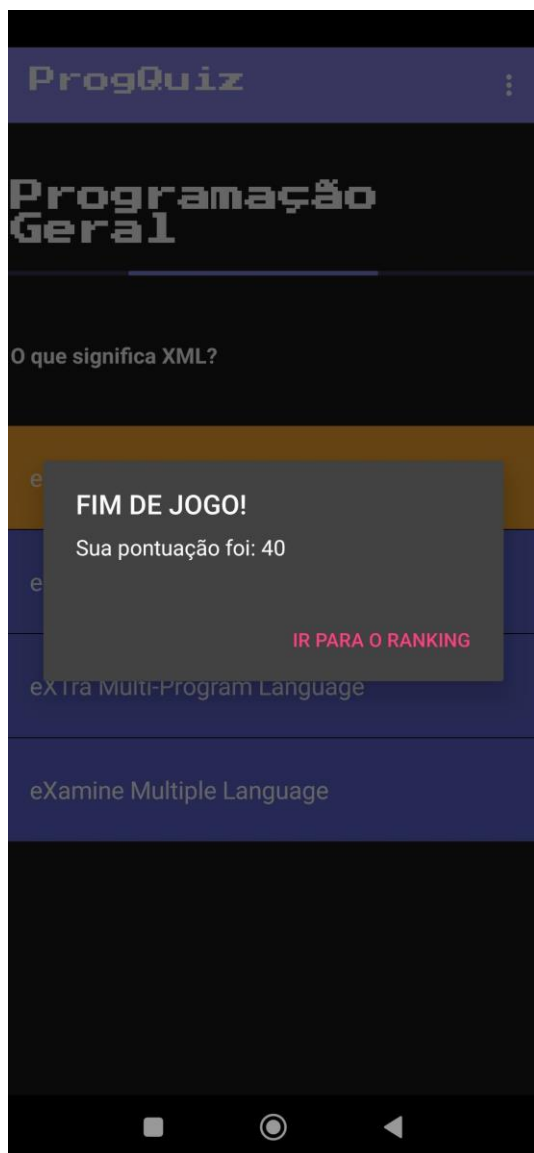 ProgQuiz
Programação
Geral
O que significa XML?
e
FIM DE JOGO!
Sua pontuação foi: 40
e
IR PARA O RANKING
eXTra Multi-Program Language
eXamine Multiple Language